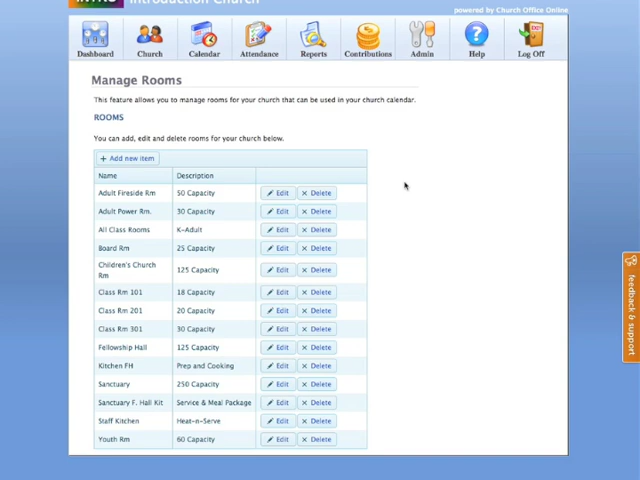 INTRO Introduction Church
powered by Church Office Online
Dashboard Church Calendar Attendance Reports Contributions Admin Help Log Off
Manage Rooms
This feature allows you to manage rooms for your church that can be used in your church calendar.
ROOMS
You can add, edit and delete rooms for your church below.
+ Add new item
Name Description
Adult Fireside Rm 50 Capacity Edit × Delete
Adult Power Rm. 30 Capacity Edit × Delete
All Class Rooms K-Adult Edit × Delete
Board Rm 25 Capacity Edit × Delete
Children's Church
Rm 125 Capacity Edit × Delete
Class Rm 101 18 Capacity Edit × Delete
Class Rm 201 20 Capacity Edit × Delete
Class Rm 301 30 Capacity Edit × Delete
Fellowship Hall 125 Capacity Edit × Delete
Kitchen FH Prep and Cooking Edit × Delete
Sanctuary 250 Capacity Edit × Delete
Sanctuary F. Hall Kit Service & Meal Package Edit × Delete
Staff Kitchen Heat-n-Serve Edit × Delete
Youth Rm 60 Capacity Edit × Delete
feedback & support